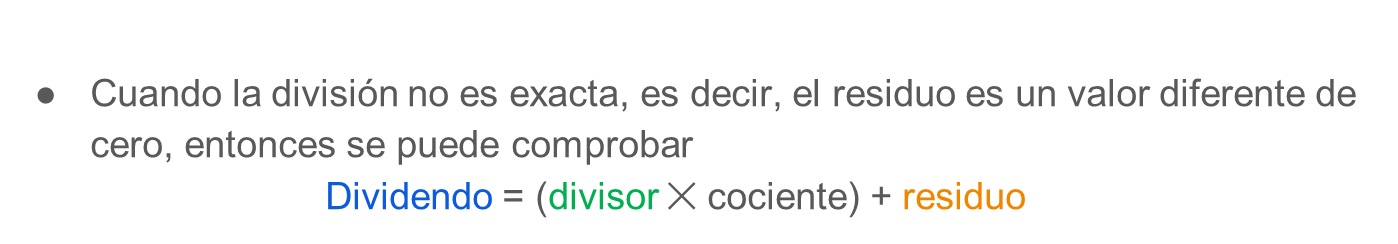 ● Cuando la división no es exacta, es decir, el residuo es un valor diferente de
cero, entonces se puede comprobar
Dividendo = (divisor × cociente) + residuo